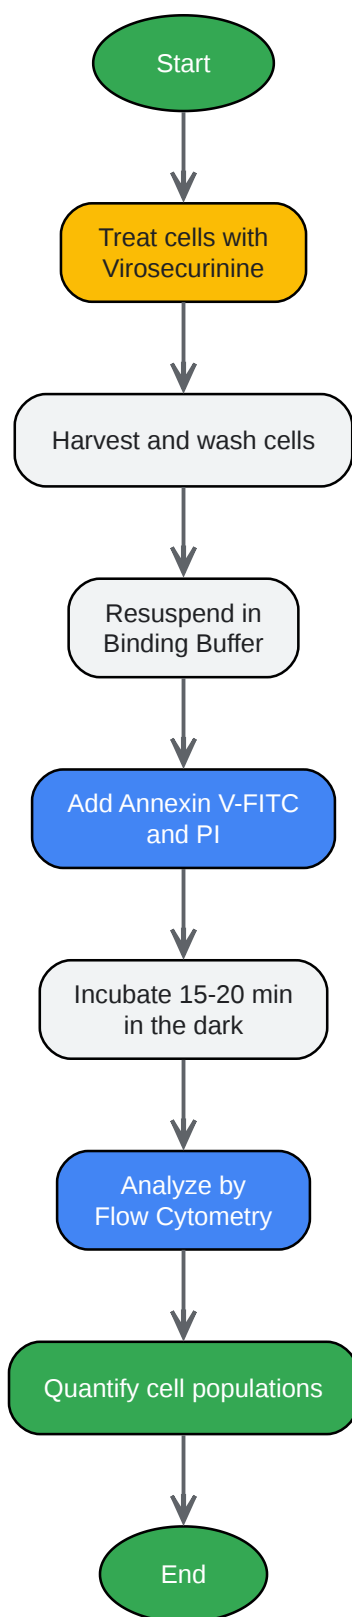 Start
Treat cells with
Virosecurinine
Harvest and wash cells
Resuspend in
Binding Buffer
Add Annexin V-FITC
and PI
Incubate 15-20 min
in the dark
Analyze by
Flow Cytometry
Quantify cell populations
End